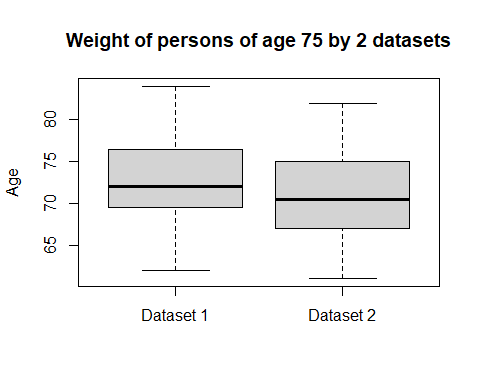 Weight of persons of age 75 by 2 datasets
Age
80
75
70
65
Dataset 1
Dataset 2